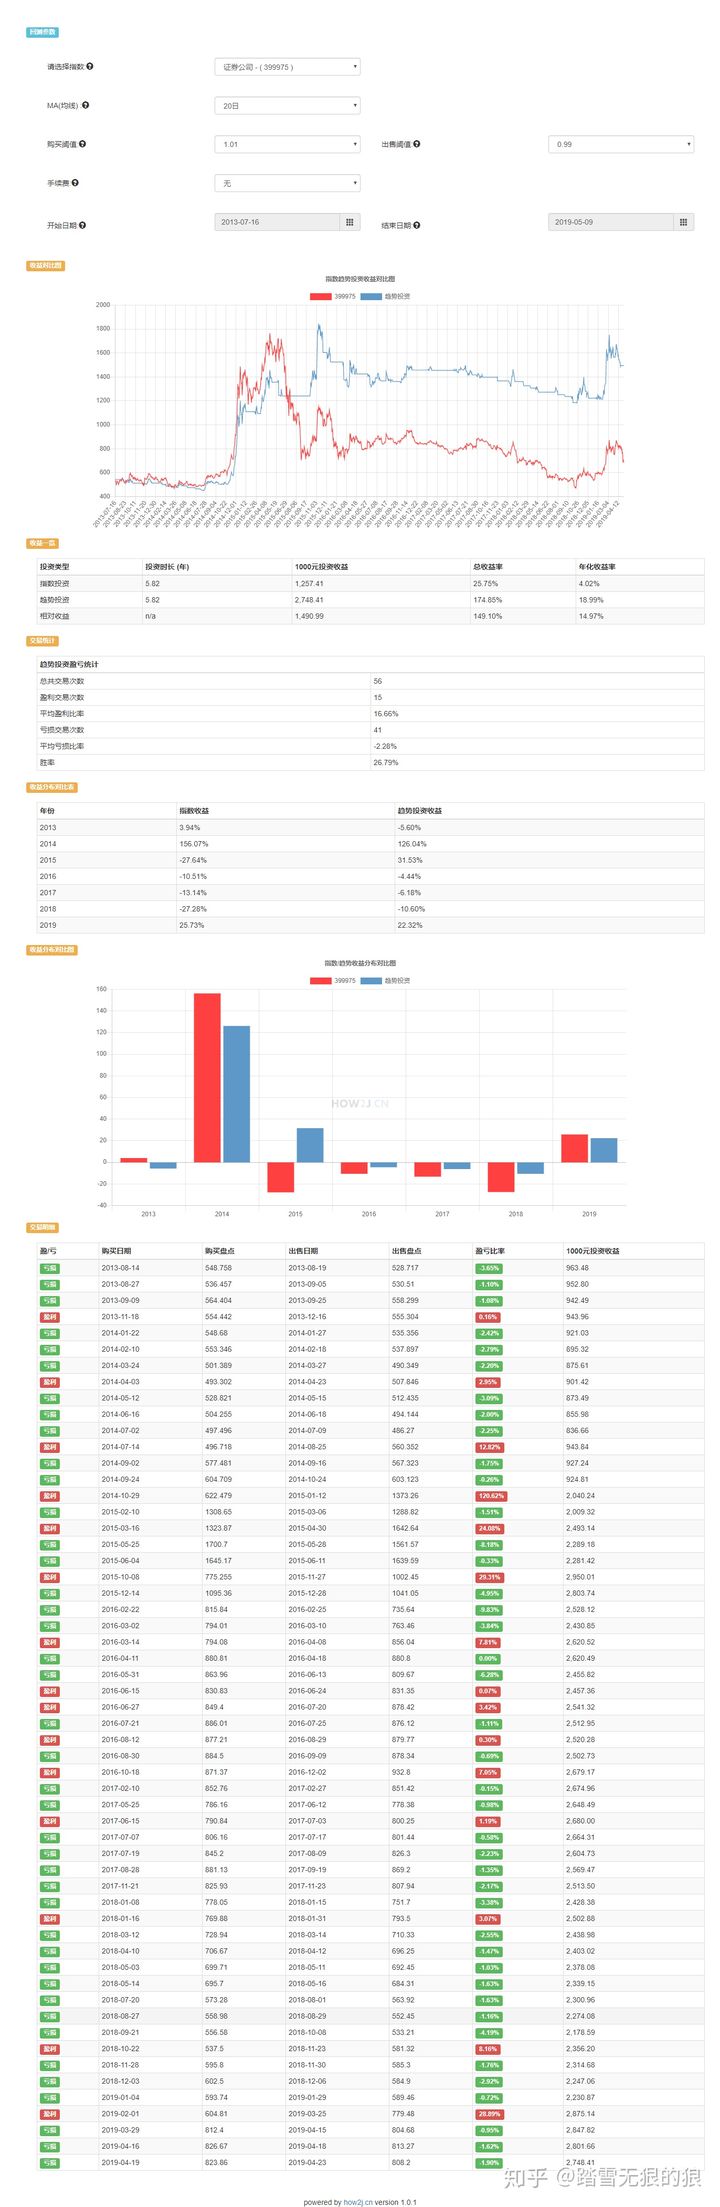 回测参数
请选择指数 证券公司 - ( 399975 )
MA(均线) 20日
购买阈值 1.01 出售阈值 0.99
手续费 无
开始日期 2013-07-16 结束日期 2019-05-09
收益对比图
指数趋势投资收益对比图
399975 趋势投资
2000
1800
1600
1400
1200
1000
800
600
400
收益一览
投资类型 投资时长 (年) 1000元投资收益 总收益率 年化收益率
指数投资 5.82 1,257.41 25.75% 4.02%
趋势投资 5.82 2,748.41 174.85% 18.99%
相对收益 n/a 1,490.99 149.10% 14.97%
交易统计
趋势投资盈亏统计
总共交易次数 56
盈利交易次数 15
平均盈利比率 16.66%
亏损交易次数 41
平均亏损比率 -2.28%
胜率 26.79%
收益分布对比表
年份 指数收益 趋势投资收益
2013 3.94% -5.60%
2014 156.07% 126.04%
2015 -27.64% 31.53%
2016 -10.51% -4.44%
2017 -13.14% -6.18%
2018 -27.28% -10.60%
2019 25.73% 22.32%
收益分布对比图
指数/趋势收益分布对比图
399975 趋势投资
160
140
120
100
80
60
40
20
0
-20
-40
HOW2J.CN
2013 2014 2015 2016 2017 2018 2019
交易明细
盈/亏 购买日期 购买盘点 出售日期 出售盘点 盈亏比率 1000元投资收益
亏损 2013-08-14 548.758 2013-08-19 528.717 -3.65% 963.48
亏损 2013-08-27 536.457 2013-09-05 530.51 -1.10% 952.80
亏损 2013-09-09 564.404 2013-09-25 558.299 -1.08% 942.49
盈利 2013-11-18 554.442 2013-12-16 555.304 0.16% 943.96
亏损 2014-01-22 548.68 2014-01-27 535.356 -2.42% 921.03
亏损 2014-02-10 553.346 2014-02-18 537.897 -2.79% 895.32
亏损 2014-03-24 501.389 2014-03-27 490.349 -2.20% 875.61
盈利 2014-04-03 493.302 2014-04-23 507.846 2.95% 901.42
亏损 2014-05-12 528.821 2014-05-15 512.435 -3.09% 873.49
亏损 2014-06-16 504.255 2014-06-18 494.144 -2.00% 855.98
亏损 2014-07-02 497.496 2014-07-09 486.27 -2.25% 836.66
盈利 2014-07-14 496.718 2014-08-25 560.352 12.82% 943.84
亏损 2014-09-02 577.481 2014-09-16 567.323 -1.75% 927.24
亏损 2014-09-24 604.709 2014-10-24 603.123 -0.26% 924.81
盈利 2014-10-29 622.479 2015-01-12 1373.26 120.62% 2,040.24
亏损 2015-02-10 1308.65 2015-03-06 1288.82 -1.51% 2,009.32
盈利 2015-03-16 1323.87 2015-04-30 1642.64 24.08% 2,493.14
亏损 2015-05-25 1700.7 2015-05-28 1561.57 -8.18% 2,289.18
亏损 2015-06-04 1645.17 2015-06-11 1639.59 -0.33% 2,281.42
盈利 2015-10-08 775.255 2015-11-27 1002.45 29.31% 2,950.01
亏损 2015-12-14 1095.36 2015-12-28 1041.05 -4.95% 2,803.74
亏损 2016-02-22 815.84 2016-02-25 735.64 -9.83% 2,528.12
亏损 2016-03-02 794.01 2016-03-10 763.46 -3.84% 2,430.85
盈利 2016-03-14 794.08 2016-04-08 856.04 7.81% 2,620.52
亏损 2016-04-11 880.81 2016-04-18 880.8 0.00% 2,620.49
亏损 2016-05-31 863.96 2016-06-13 809.67 -6.28% 2,455.82
盈利 2016-06-15 830.83 2016-06-24 831.35 0.07% 2,457.36
盈利 2016-06-27 849.4 2016-07-20 878.42 3.42% 2,541.32
亏损 2016-07-21 886.01 2016-07-25 876.12 -1.11% 2,512.95
盈利 2016-08-12 877.21 2016-08-29 879.77 0.30% 2,520.28
亏损 2016-08-30 884.5 2016-09-09 878.34 -0.69% 2,502.73
盈利 2016-10-18 871.37 2016-12-02 932.8 7.05% 2,679.17
亏损 2017-02-10 852.76 2017-02-27 851.42 -0.15% 2,674.96
亏损 2017-05-25 786.16 2017-06-12 778.38 -0.98% 2,648.49
盈利 2017-06-15 790.84 2017-07-03 800.25 1.19% 2,680.00
亏损 2017-07-07 806.16 2017-07-17 801.44 -0.58% 2,664.31
亏损 2017-07-19 845.2 2017-08-09 826.3 -2.23% 2,604.73
亏损 2017-08-28 881.13 2017-09-19 869.2 -1.35% 2,569.47
亏损 2017-11-21 825.93 2017-11-23 807.94 -2.17% 2,513.50
亏损 2018-01-08 778.05 2018-01-15 751.7 -3.38% 2,428.38
盈利 2018-01-16 769.88 2018-01-31 793.5 3.07% 2,502.88
亏损 2018-03-12 728.94 2018-03-14 710.33 -2.55% 2,438.98
亏损 2018-04-10 706.67 2018-04-12 696.25 -1.47% 2,403.02
亏损 2018-05-03 699.71 2018-05-11 692.45 -1.03% 2,378.08
亏损 2018-05-14 695.7 2018-05-16 684.31 -1.63% 2,339.15
亏损 2018-07-20 573.28 2018-08-01 563.92 -1.63% 2,300.96
亏损 2018-08-27 558.98 2018-08-29 552.45 -1.16% 2,274.08
亏损 2018-09-21 556.58 2018-10-08 533.21 -4.19% 2,178.59
盈利 2018-10-22 537.5 2018-11-23 581.32 8.16% 2,356.20
亏损 2018-11-28 595.8 2018-11-30 585.3 -1.76% 2,314.68
亏损 2018-12-03 602.5 2018-12-06 584.9 -2.92% 2,247.06
亏损 2019-01-04 593.74 2019-01-29 589.46 -0.72% 2,230.87
盈利 2019-02-01 604.81 2019-03-25 779.48 28.89% 2,875.14
亏损 2019-03-29 812.4 2019-04-15 804.68 -0.95% 2,847.82
亏损 2019-04-16 826.67 2019-04-18 813.27 -1.62% 2,801.66
亏损 2019-04-19 823.86 2019-04-23 808.2 -1.90% 2,748.41
知乎 @踏雪无狠的狼
powered by how2j.cn version 1.0.1